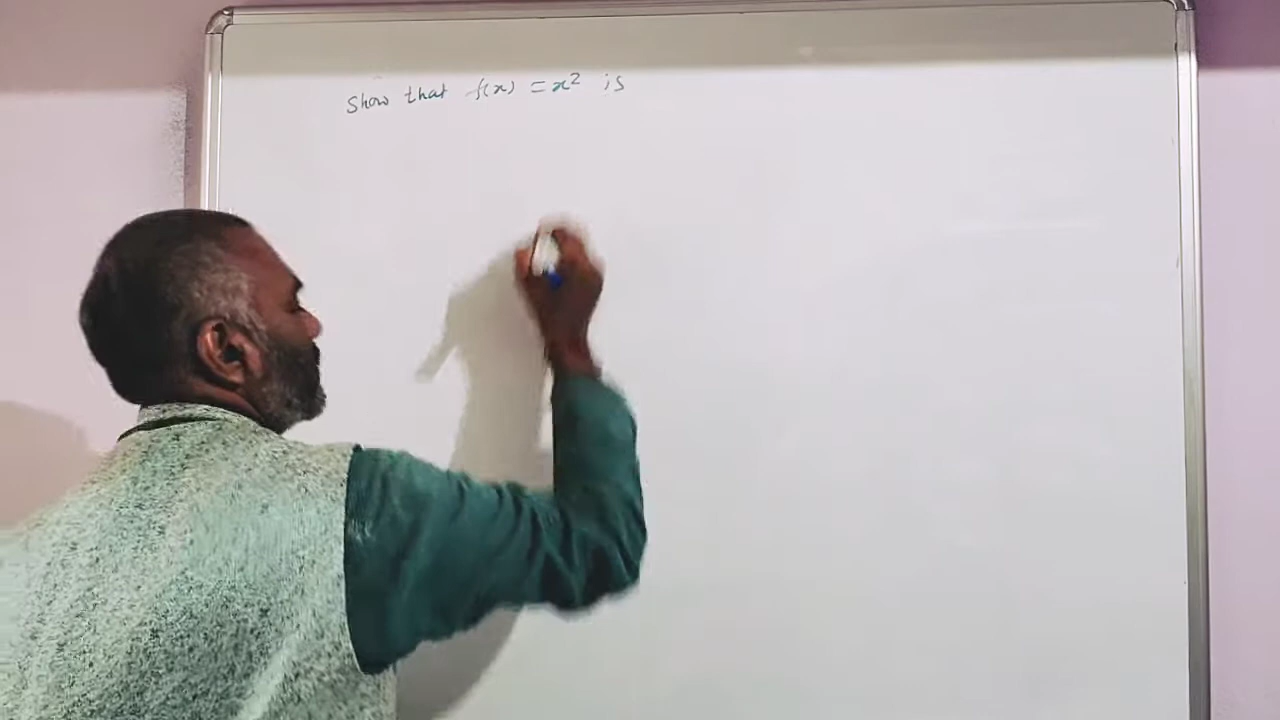 Show that f(x) = x² is